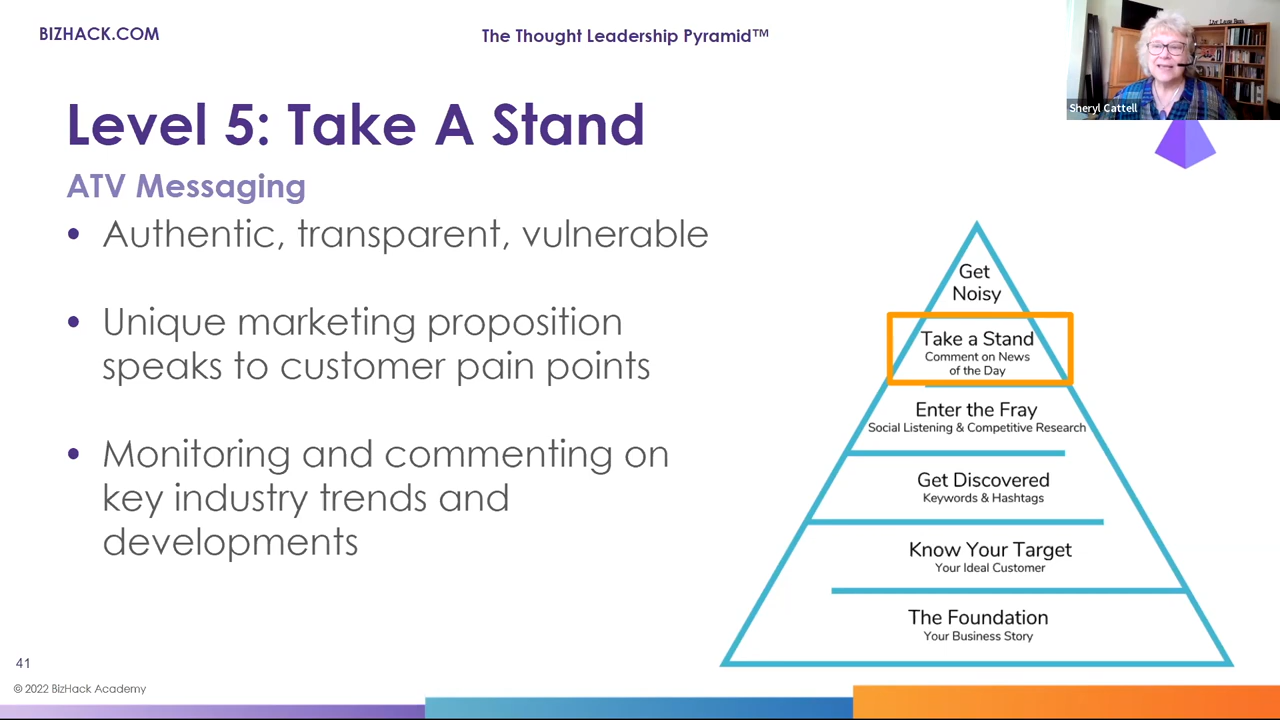 BIZHACK.COM
The Thought Leadership Pyramid™
Sheryl Cattell
Level 5: Take A Stand
ATV Messaging
• Authentic, transparent, vulnerable
• Unique marketing proposition
speaks to customer pain points
• Monitoring and commenting on
key industry trends and
developments
Get
Noisy
Take a Stand
Comment on News
of the Day
Enter the Fray
Social Listening & Competitive Research
Get Discovered
Keywords & Hashtags
Know Your Target
Your Ideal Customer
The Foundation
Your Business Story
41
© 2022 BizHack Academy